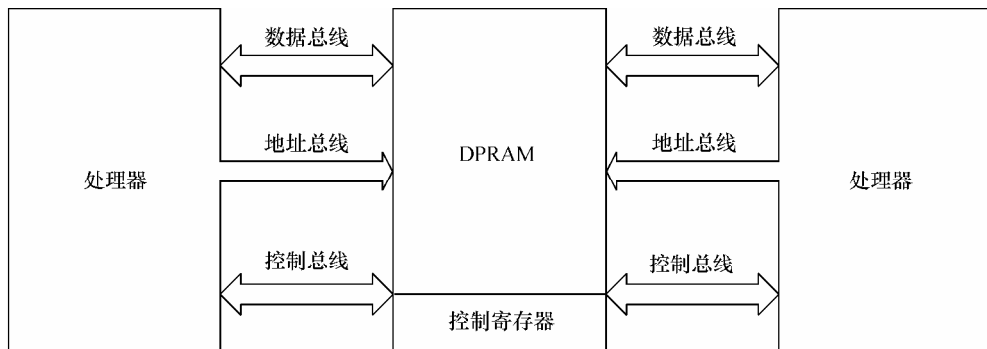 数据总线
数据总线
地址总线
DPRAM
地址总线
处理器
处理器
控制总线
控制总线
控制寄存器